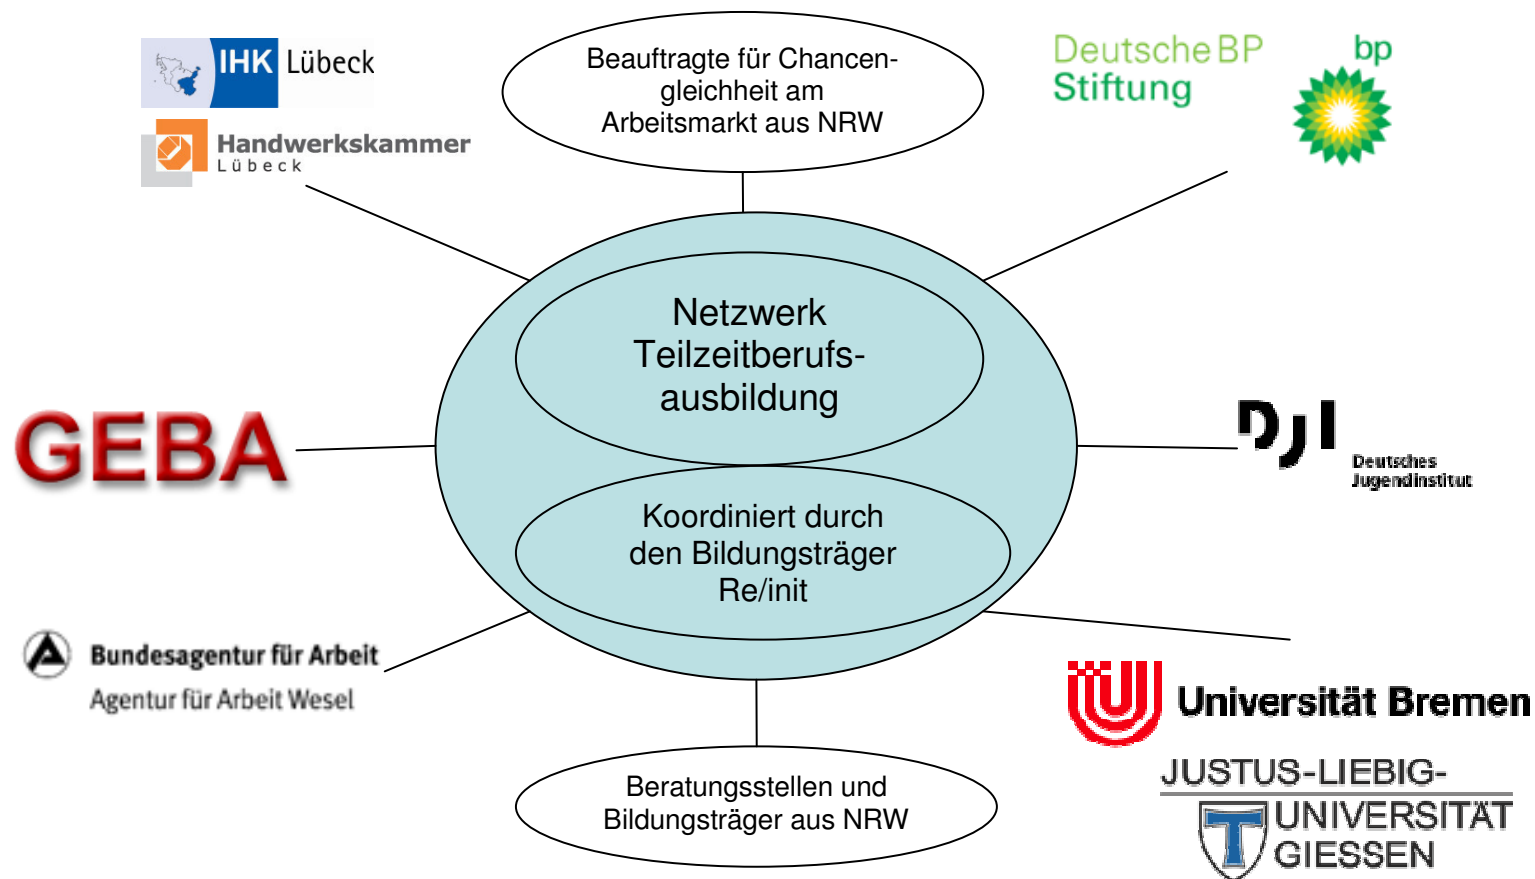 IHK Lübeck
Handwerkskammer
Lübeck
Beauftragte für Chancen-
gleichheit am
Arbeitsmarkt aus NRW
Deutsche BP
Stiftung
bp
Netzwerk
Teilzeitberufs-
ausbildung
GEBA
DJI
Deutsches
Jugendinstitut
Koordiniert durch
den Bildungsträger
Re/init
Bundesagentur für Arbeit
Agentur für Arbeit Wesel
Universität Bremen
Beratungsstellen und
Bildungsträger aus NRW
JUSTUS-LIEBIG-
UNIVERSITÄT
GIESSEN